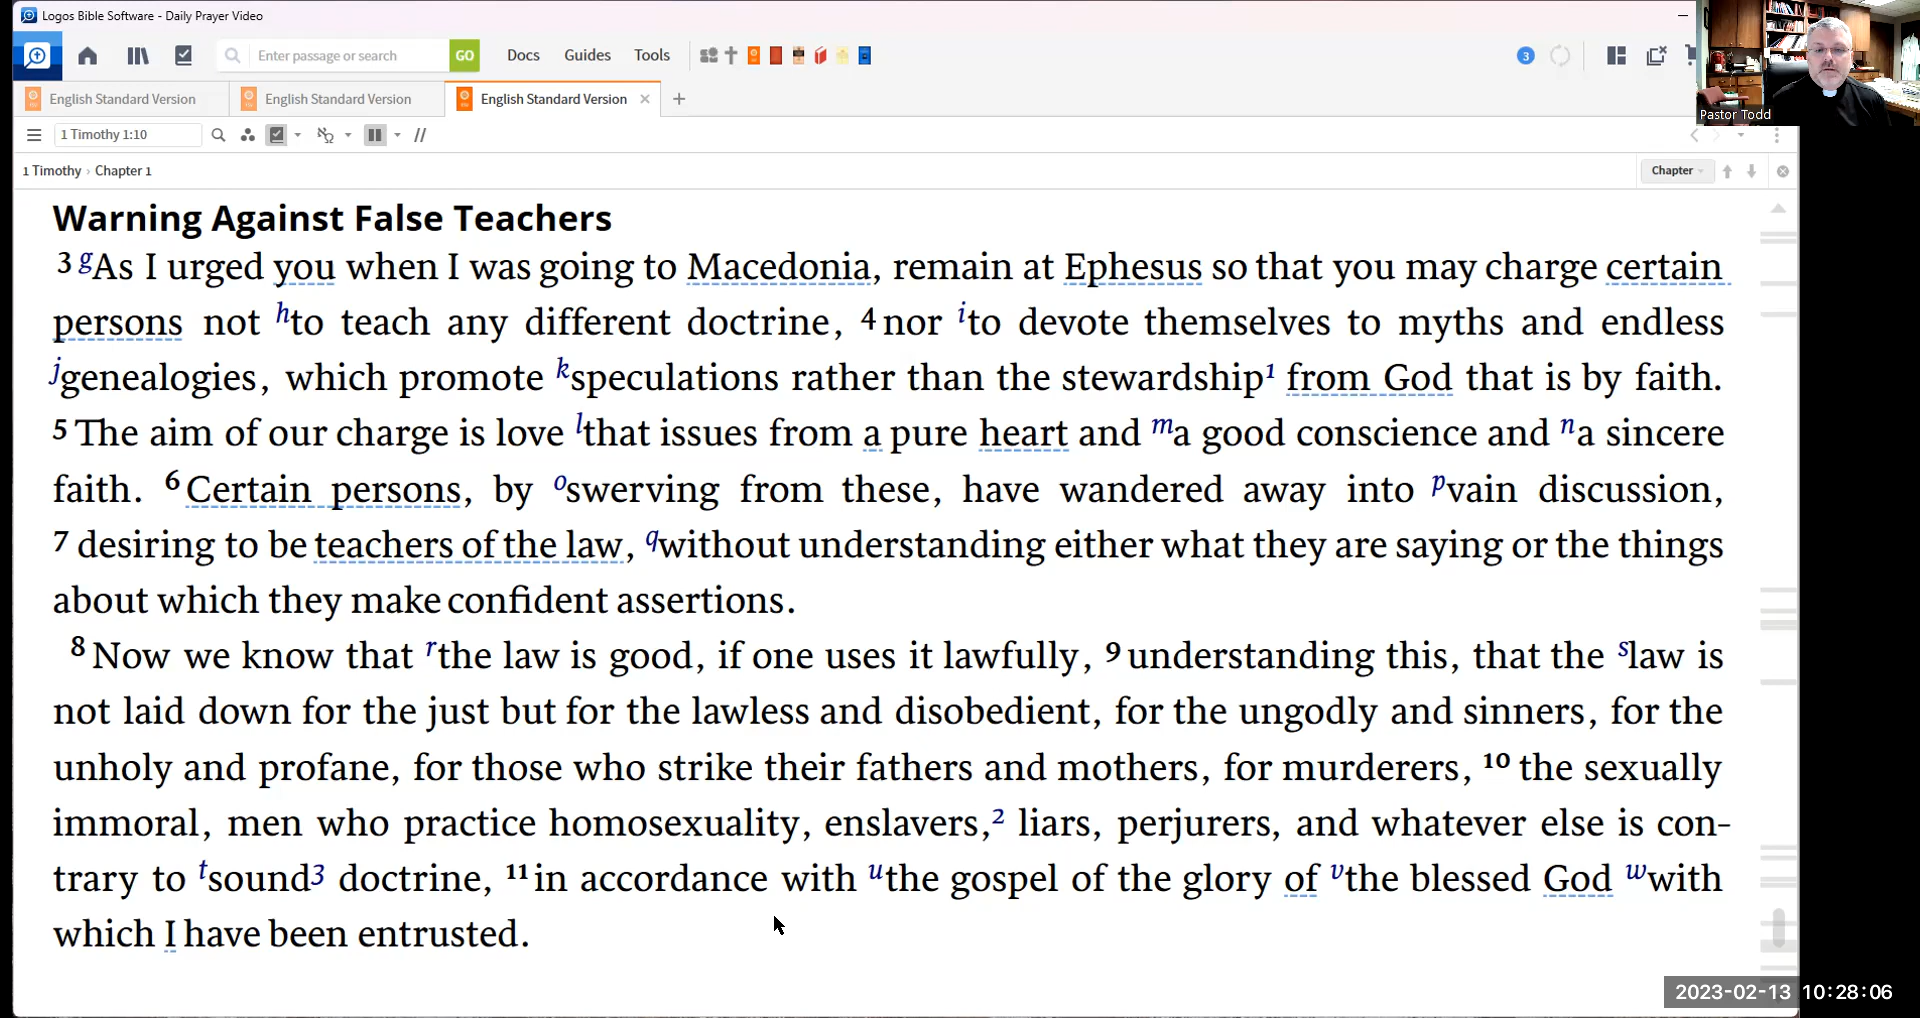 Logos Bible Software - Daily Prayer Video
Enter passage or search GO Docs Guides Tools 3
English Standard Version English Standard Version English Standard Version
Pastor Todd
1 Timothy 1:10
1 Timothy › Chapter 1 Chapter
Warning Against False Teachers
3 gAs I urged you when I was going to Macedonia, remain at Ephesus so that you may charge certain
persons not hto teach any different doctrine, 4 nor ito devote themselves to myths and endless
jgenealogies, which promote kspeculations rather than the stewardship1 from God that is by faith.
5 The aim of our charge is love lthat issues from a pure heart and ma good conscience and na sincere
faith. 6 Certain persons, by oswerving from these, have wandered away into pvain discussion,
7 desiring to be teachers of the law, qwithout understanding either what they are saying or the things
about which they make confident assertions.
8 Now we know that rthe law is good, if one uses it lawfully, 9 understanding this, that the slaw is
not laid down for the just but for the lawless and disobedient, for the ungodly and sinners, for the
unholy and profane, for those who strike their fathers and mothers, for murderers, 10 the sexually
immoral, men who practice homosexuality, enslavers,2 liars, perjurers, and whatever else is con-
trary to tsound3 doctrine, 11 in accordance with uthe gospel of the glory of vthe blessed God wwith
which I have been entrusted.
2023-02-13 10:28:06